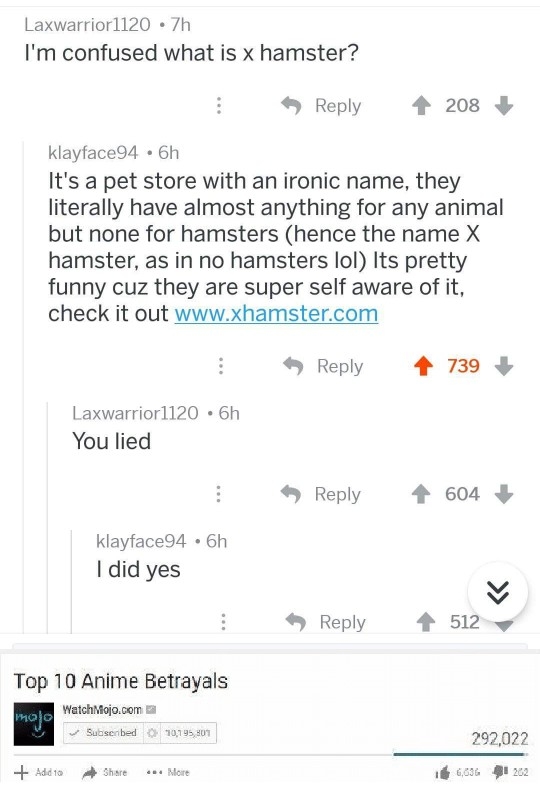 Laxwarrior1120 • 7h
I'm confused what is x hamster?
Reply 208
klayface94 • 6h
It's a pet store with an ironic name, they
literally have almost anything for any animal
but none for hamsters (hence the name X
hamster, as in no hamsters lol) Its pretty
funny cuz they are super self aware of it,
check it out www.xhamster.com
Reply 739
Laxwarrior1120 • 6h
You lied
Reply 604
klayface94 • 6h
I did yes
Reply 512
Top 10 Anime Betrayals
mojo
WatchMojo.com
Subscribed 10,195,801
292,022
Add to Share More 6,636 262